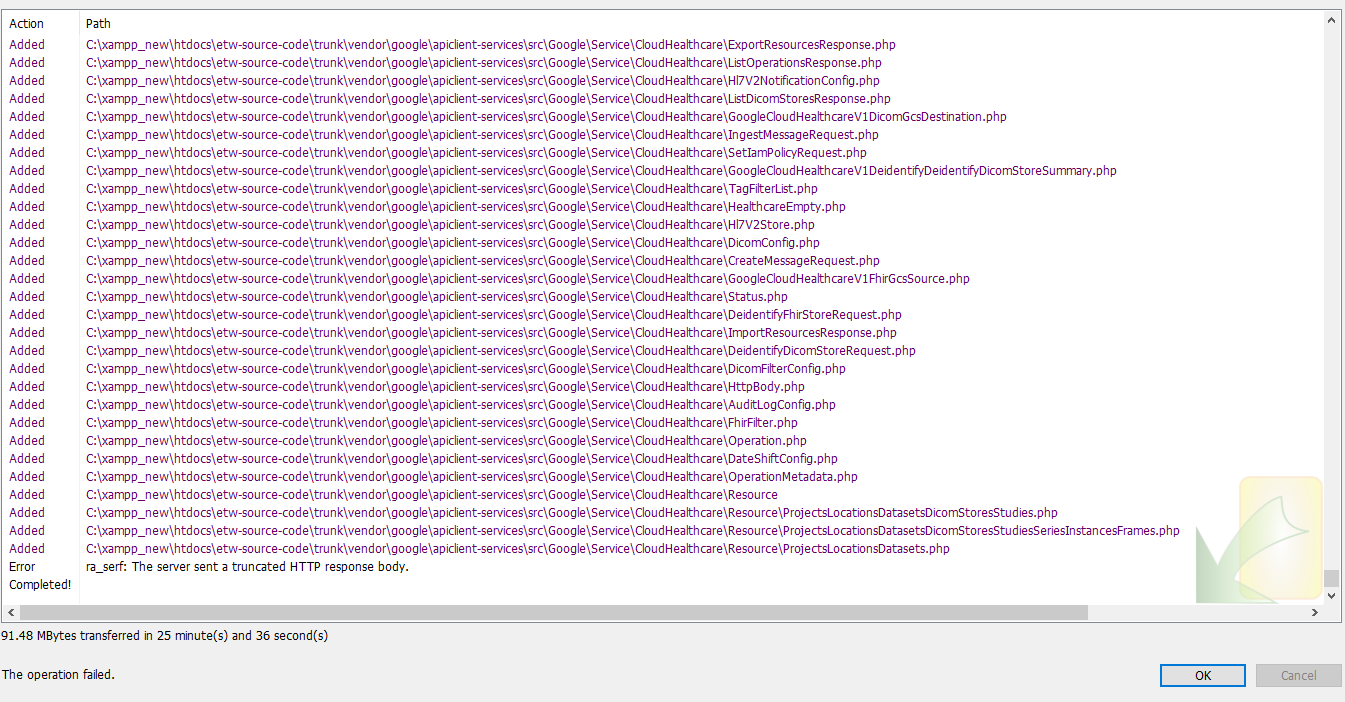 Action Path
Added C:\xampp_new\htdocs\etw-source-code\trunk\vendor\google\apiclient-services\src\Google\Service\CloudHealthcare\ExportResourcesResponse.php
Added C:\xampp_new\htdocs\etw-source-code\trunk\vendor\google\apiclient-services\src\Google\Service\CloudHealthcare\ListOperationsResponse.php
Added C:\xampp_new\htdocs\etw-source-code\trunk\vendor\google\apiclient-services\src\Google\Service\CloudHealthcare\Hl7V2NotificationConfig.php
Added C:\xampp_new\htdocs\etw-source-code\trunk\vendor\google\apiclient-services\src\Google\Service\CloudHealthcare\ListDicomStoresResponse.php
Added C:\xampp_new\htdocs\etw-source-code\trunk\vendor\google\apiclient-services\src\Google\Service\CloudHealthcare\GoogleCloudHealthcareV1DicomGcsDestination.php
Added C:\xampp_new\htdocs\etw-source-code\trunk\vendor\google\apiclient-services\src\Google\Service\CloudHealthcare\IngestMessageRequest.php
Added C:\xampp_new\htdocs\etw-source-code\trunk\vendor\google\apiclient-services\src\Google\Service\CloudHealthcare\SetIamPolicyRequest.php
Added C:\xampp_new\htdocs\etw-source-code\trunk\vendor\google\apiclient-services\src\Google\Service\CloudHealthcare\GoogleCloudHealthcareV1DeidentifyDeidentifyDicomStoreSummary.php
Added C:\xampp_new\htdocs\etw-source-code\trunk\vendor\google\apiclient-services\src\Google\Service\CloudHealthcare\TagFilterList.php
Added C:\xampp_new\htdocs\etw-source-code\trunk\vendor\google\apiclient-services\src\Google\Service\CloudHealthcare\HealthcareEmpty.php
Added C:\xampp_new\htdocs\etw-source-code\trunk\vendor\google\apiclient-services\src\Google\Service\CloudHealthcare\Hl7V2Store.php
Added C:\xampp_new\htdocs\etw-source-code\trunk\vendor\google\apiclient-services\src\Google\Service\CloudHealthcare\DicomConfig.php
Added C:\xampp_new\htdocs\etw-source-code\trunk\vendor\google\apiclient-services\src\Google\Service\CloudHealthcare\CreateMessageRequest.php
Added C:\xampp_new\htdocs\etw-source-code\trunk\vendor\google\apiclient-services\src\Google\Service\CloudHealthcare\GoogleCloudHealthcareV1FhirGcsSource.php
Added C:\xampp_new\htdocs\etw-source-code\trunk\vendor\google\apiclient-services\src\Google\Service\CloudHealthcare\Status.php
Added C:\xampp_new\htdocs\etw-source-code\trunk\vendor\google\apiclient-services\src\Google\Service\CloudHealthcare\DeidentifyFhirStoreRequest.php
Added C:\xampp_new\htdocs\etw-source-code\trunk\vendor\google\apiclient-services\src\Google\Service\CloudHealthcare\ImportResourcesResponse.php
Added C:\xampp_new\htdocs\etw-source-code\trunk\vendor\google\apiclient-services\src\Google\Service\CloudHealthcare\DeidentifyDicomStoreRequest.php
Added C:\xampp_new\htdocs\etw-source-code\trunk\vendor\google\apiclient-services\src\Google\Service\CloudHealthcare\DicomFilterConfig.php
Added C:\xampp_new\htdocs\etw-source-code\trunk\vendor\google\apiclient-services\src\Google\Service\CloudHealthcare\HttpBody.php
Added C:\xampp_new\htdocs\etw-source-code\trunk\vendor\google\apiclient-services\src\Google\Service\CloudHealthcare\AuditLogConfig.php
Added C:\xampp_new\htdocs\etw-source-code\trunk\vendor\google\apiclient-services\src\Google\Service\CloudHealthcare\FhirFilter.php
Added C:\xampp_new\htdocs\etw-source-code\trunk\vendor\google\apiclient-services\src\Google\Service\CloudHealthcare\Operation.php
Added C:\xampp_new\htdocs\etw-source-code\trunk\vendor\google\apiclient-services\src\Google\Service\CloudHealthcare\DateShiftConfig.php
Added C:\xampp_new\htdocs\etw-source-code\trunk\vendor\google\apiclient-services\src\Google\Service\CloudHealthcare\OperationMetadata.php
Added C:\xampp_new\htdocs\etw-source-code\trunk\vendor\google\apiclient-services\src\Google\Service\CloudHealthcare\Resource
Added C:\xampp_new\htdocs\etw-source-code\trunk\vendor\google\apiclient-services\src\Google\Service\CloudHealthcare\Resource\ProjectsLocationsDatasetsDicomStoresStudies.php
Added C:\xampp_new\htdocs\etw-source-code\trunk\vendor\google\apiclient-services\src\Google\Service\CloudHealthcare\Resource\ProjectsLocationsDatasetsDicomStoresStudiesSeriesInstancesFrames.php
Added C:\xampp_new\htdocs\etw-source-code\trunk\vendor\google\apiclient-services\src\Google\Service\CloudHealthcare\Resource\ProjectsLocationsDatasets.php
Error ra_serf: The server sent a truncated HTTP response body.
Completed!
91.48 MBytes transferred in 25 minute(s) and 36 second(s)
The operation failed.
OK Cancel